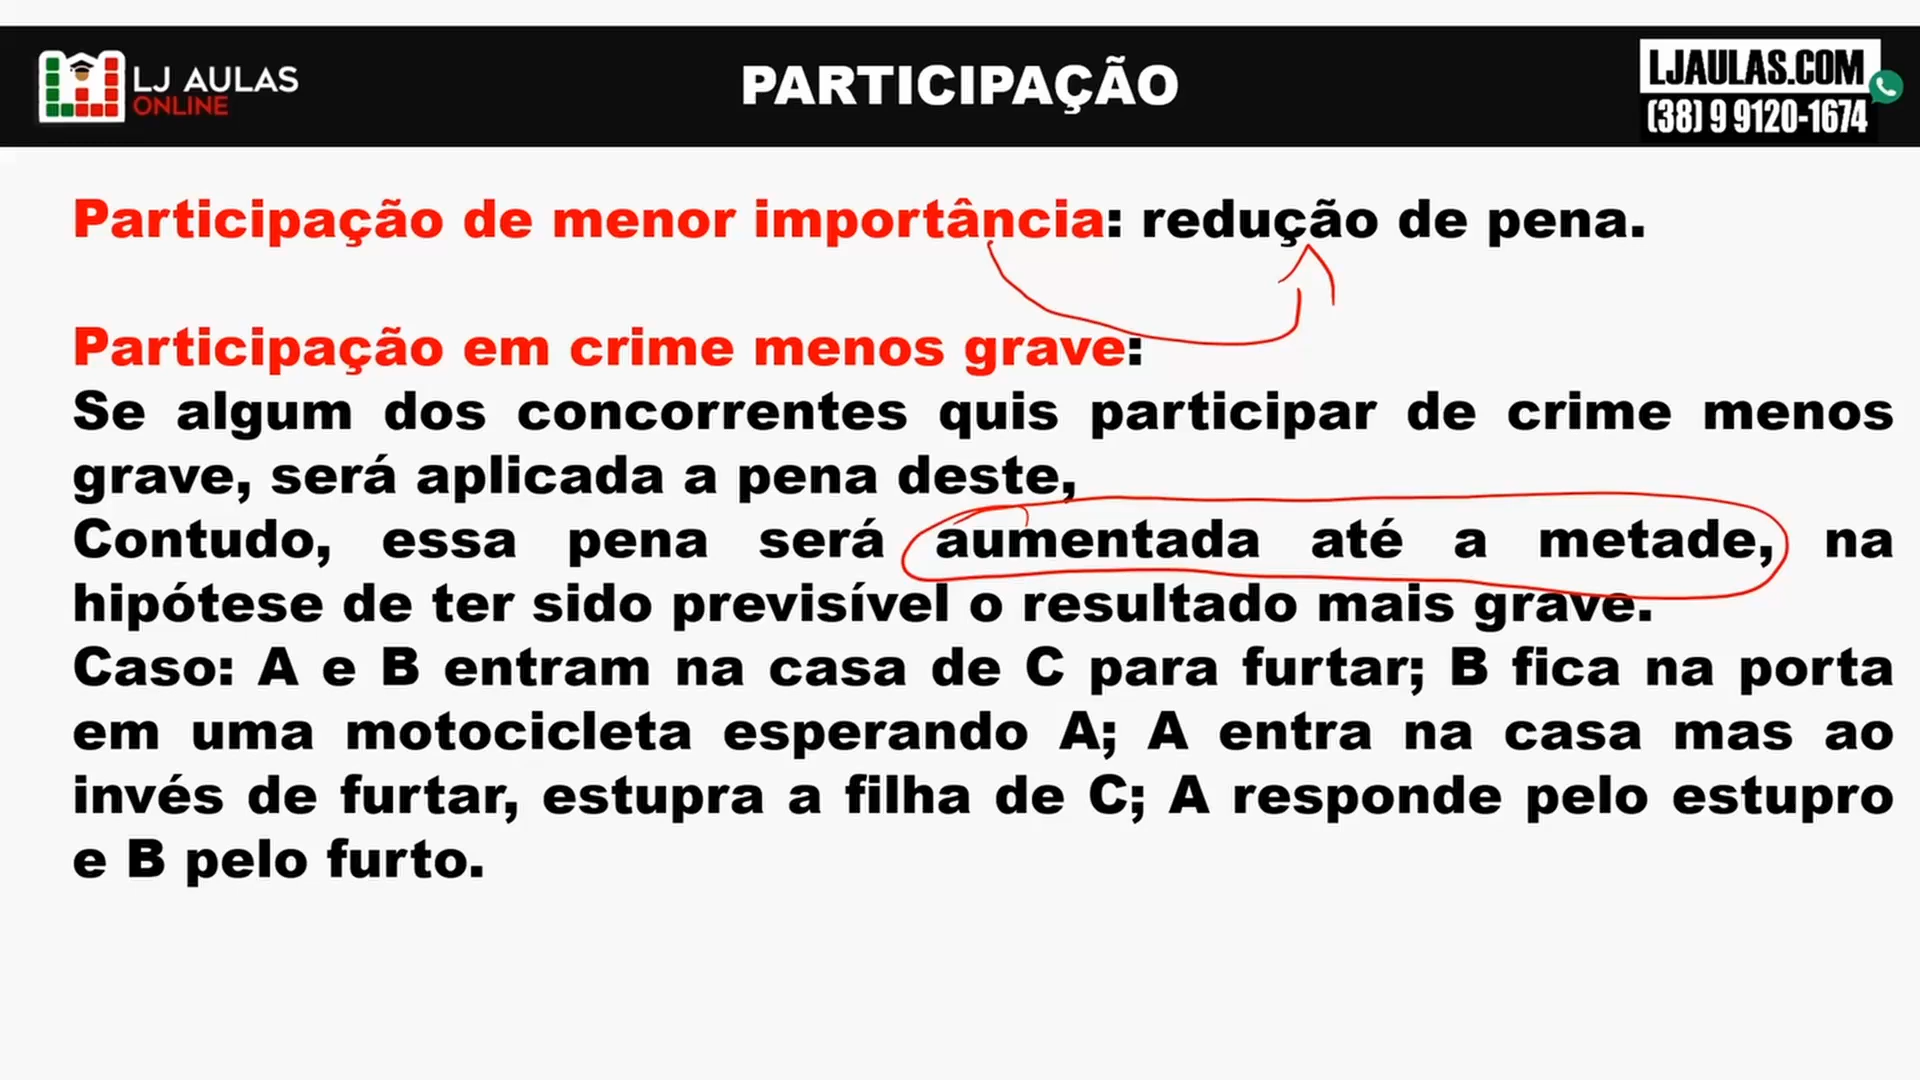 LJ AULAS
ONLINE
PARTICIPAÇÃO
LJAULAS.COM
(38) 9 9120-1674
Participação de menor importância: redução de pena.
Participação em crime menos grave:
Se algum dos concorrentes quis participar de crime menos
grave, será aplicada a pena deste,
Contudo, essa pena será aumentada até a metade, na
hipótese de ter sido previsível o resultado mais grave.
Caso: A e B entram na casa de C para furtar; B fica na porta
em uma motocicleta esperando A; A entra na casa mas ao
invés de furtar, estupra a filha de C; A responde pelo estupro
e B pelo furto.